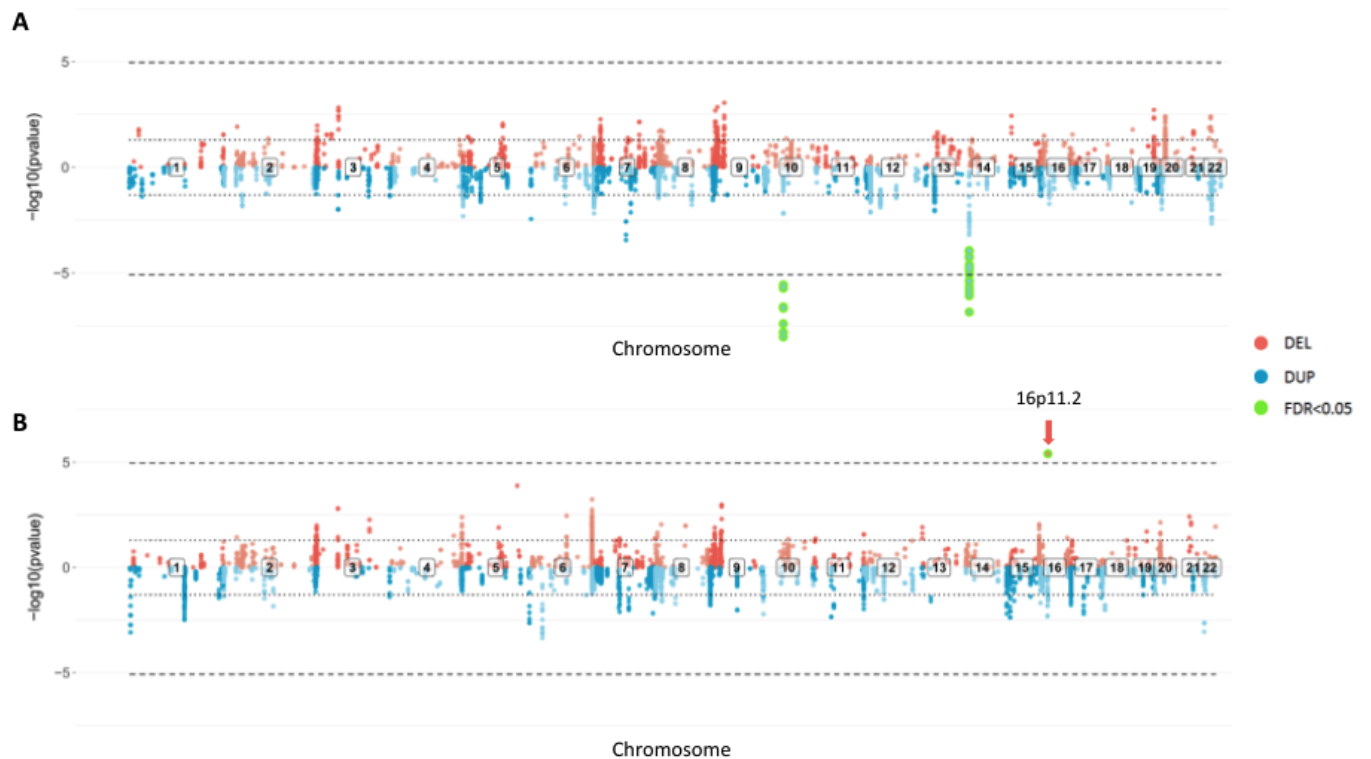 A
5
0
-5
-log10(pvalue)
1 2 3 4 5 6 7 8 9 10 11 12 13 14 15 16 17 18 19 20 21 22
Chromosome
DEL
DUP
FDR<0.05
16p11.2
B
5
0
-5
-log10(pvalue)
1 2 3 4 5 6 7 8 9 10 11 12 13 14 15 16 17 18 19 20 21 22
Chromosome